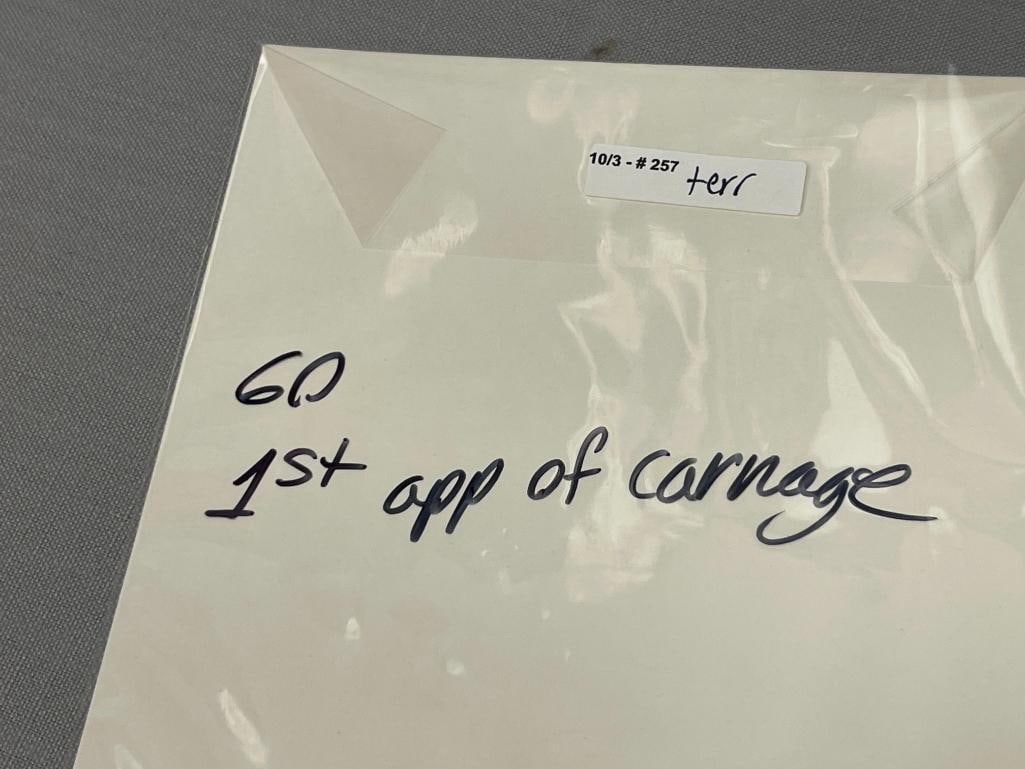 10/3 - # 257 terr
60
1st app of carnage